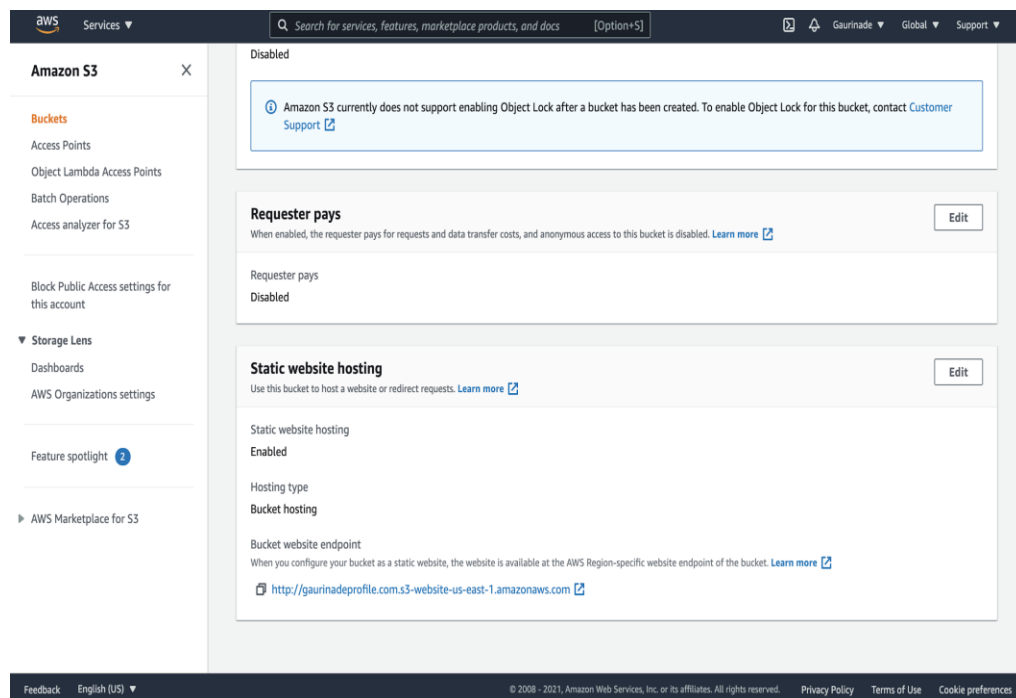 aws
Services ▼
Search for services, features, marketplace products, and docs [Option+S]
Gaurinade ▼
Global ▼
Support ▼
Amazon S3
Buckets
Access Points
Object Lambda Access Points
Batch Operations
Access analyzer for S3
Block Public Access settings for
this account
▼ Storage Lens
Dashboards
AWS Organizations settings
Feature spotlight 2
▶ AWS Marketplace for S3
Disabled
Amazon S3 currently does not support enabling Object Lock after a bucket has been created. To enable Object Lock for this bucket, contact Customer
Support
Requester pays
Edit
When enabled, the requester pays for requests and data transfer costs, and anonymous access to this bucket is disabled. Learn more
Requester pays
Disabled
Static website hosting
Edit
Use this bucket to host a website or redirect requests. Learn more
Static website hosting
Enabled
Hosting type
Bucket hosting
Bucket website endpoint
When you configure your bucket as a static website, the website is available at the AWS Region-specific website endpoint of the bucket. Learn more
http://gaurinadeprofile.com.s3-website-us-east-1.amazonaws.com
Feedback
English (US) ▼
© 2008 - 2021, Amazon Web Services, Inc. or its affiliates. All rights reserved.
Privacy Policy
Terms of Use
Cookie preferences